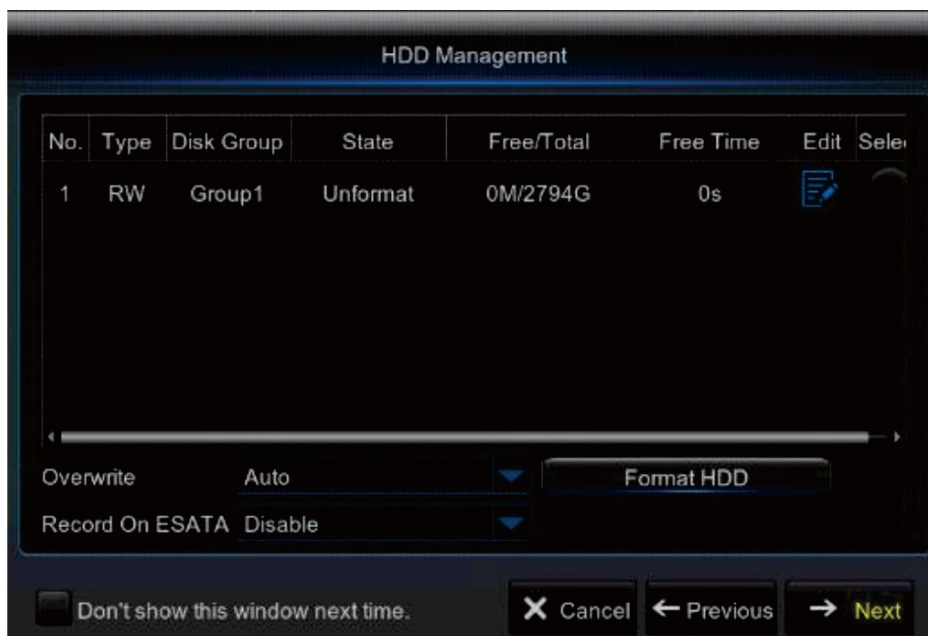 HDD Management
No. Type Disk Group State Free/Total Free Time Edit Selec
1 RW Group1 Unformat 0M/2794G 0s
Overwrite Auto Format HDD
Record On ESATA Disable
Don't show this window next time. Cancel Previous Next